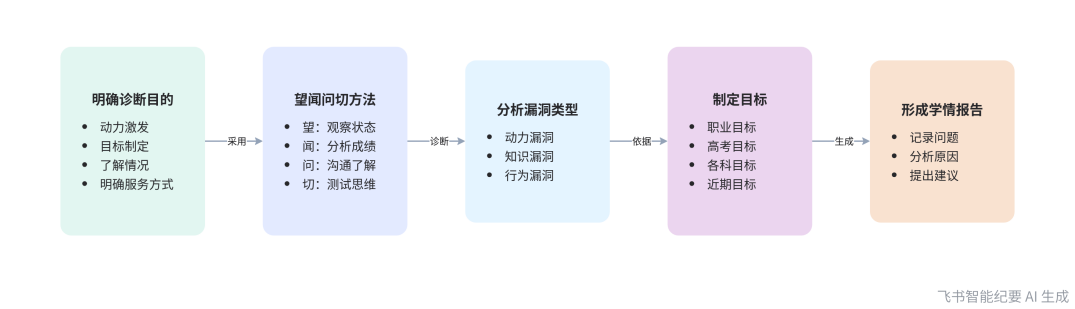 明确诊断目的
• 动力激发
• 目标制定
• 了解情况
• 明确服务方式
采用
望闻问切方法
• 望：观察状态
• 闻：分析成绩
• 问：沟通了解
• 切：测试思维
诊断
分析漏洞类型
• 动力漏洞
• 知识漏洞
• 行为漏洞
依据
制定目标
• 职业目标
• 高考目标
• 各科目标
• 近期目标
生成
形成学情报告
• 记录问题
• 分析原因
• 提出建议
飞书智能纪要 AI 生成